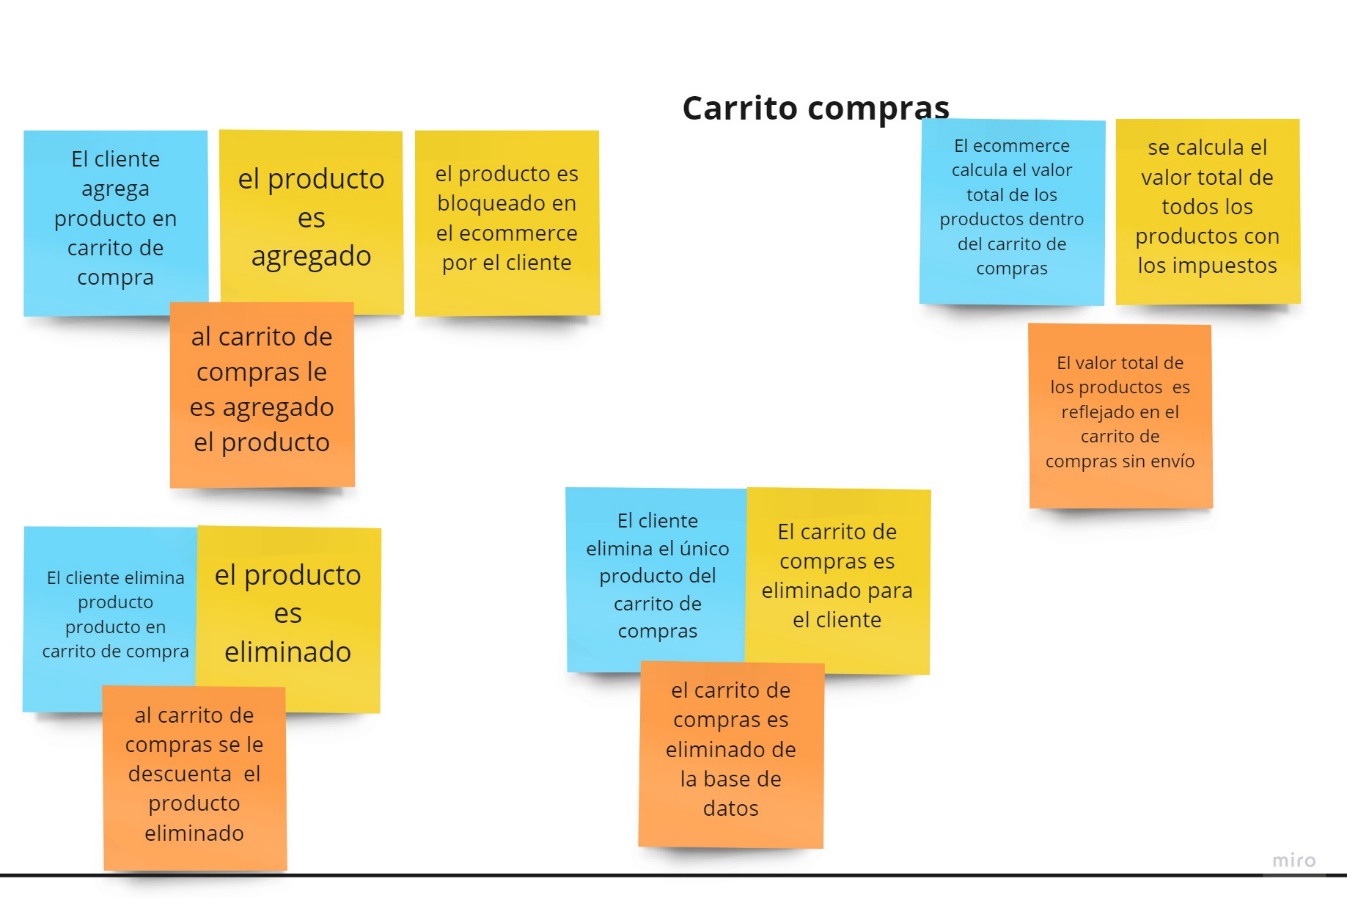 Carrito compras
El cliente
agrega
producto en
carrito de
compra
el producto
es
agregado
el producto es
bloqueado en
el ecommerce
por el cliente
al carrito de
compras le
es agregado
el producto
El ecommerce
calcula el valor
total de los
productos dentro
del carrito de
compras
se calcula el
valor total de
todos los
productos con
los impuestos
El valor total de
los productos  es
reflejado en el
carrito de
compras sin envío
El cliente elimina
producto
producto en
carrito de compra
el producto
es
eliminado
al carrito de
compras se le
descuenta  el
producto
eliminado
El cliente
elimina el único
producto del
carrito de
compras
El carrito de
compras es
eliminado para
el cliente
el carrito de
compras es
eliminado de
la base de
datos
miro